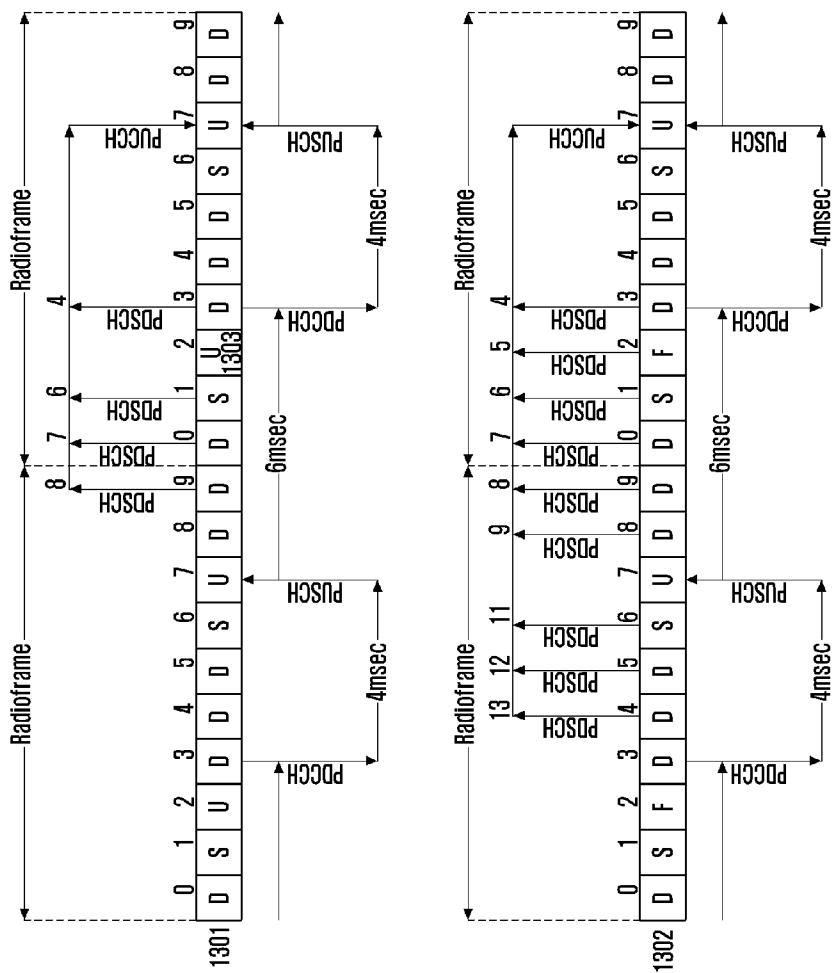 Radioframe Radioframe
8 7 6 4
PDSCH PDSCH PDSCH PDSCH PUCCH
0 1 2 3 4 5 6 7 8 9 0 1 2 3 4 5 6 7 8 9
1301 D S U D D D S U D D D S U D D D S U D D
1303
6msec
PDCCH PUSCH PDCCH PUSCH
4msec 4msec
Radioframe Radioframe
13 12 11 9 8 7 6 5 4
PDSCH PDSCH PDSCH PDSCH PDSCH PDSCH PDSCH PDSCH PDSCH PUCCH
0 1 2 3 4 5 6 7 8 9 0 1 2 3 4 5 6 7 8 9
1302 D S F D D D S U D D D S F D D D S U D D
6msec
PDCCH PUSCH PDCCH PUSCH
4msec 4msec